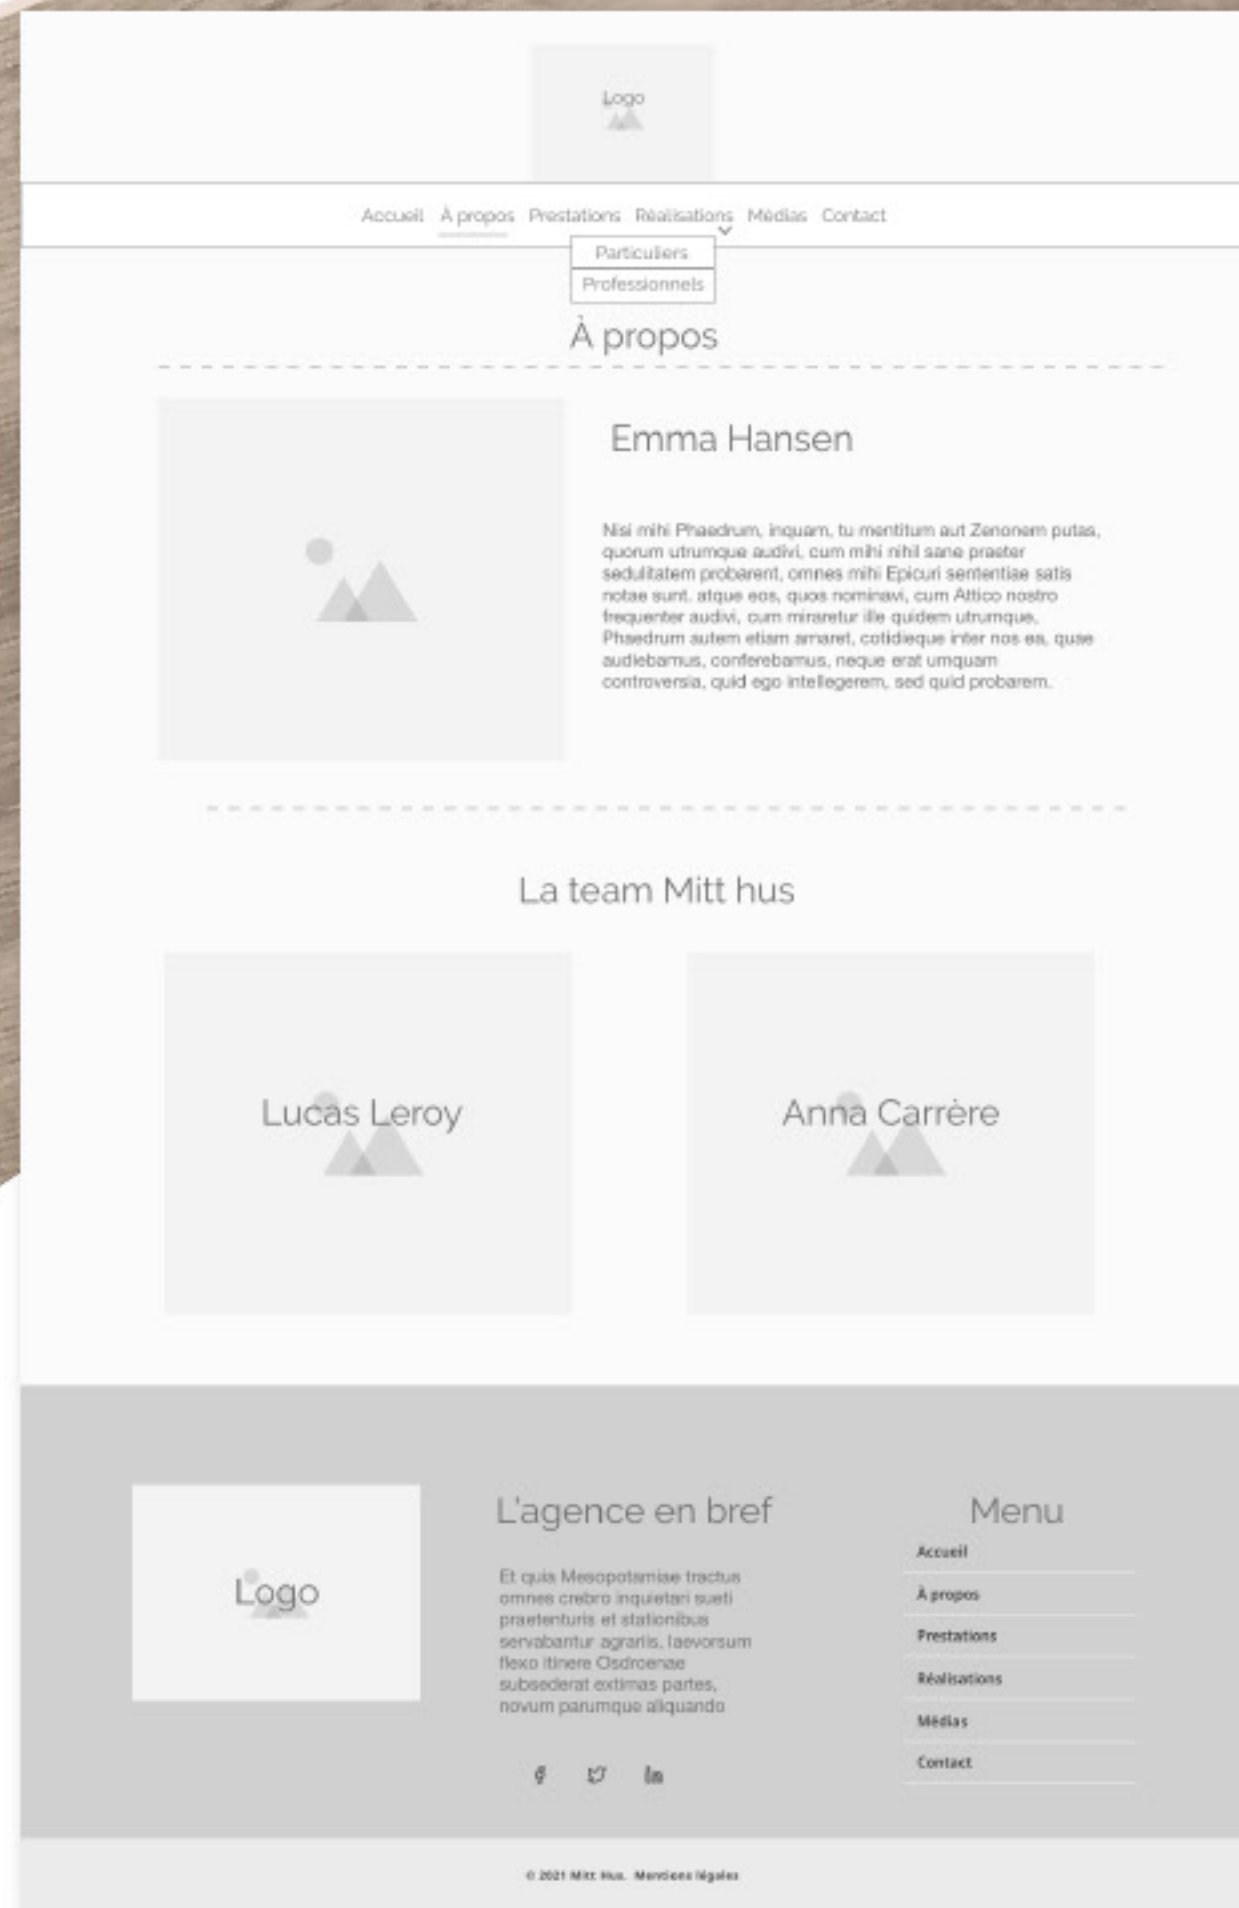 Logo
Accueil À propos Prestations Réalisations Médias Contact
Particuliers
Professionnels
À propos
Emma Hansen
Nisi mihi Phaedrum, inquam, tu mentitum aut Zenonem putas,
quorum utrumque audivi, cum mihi nihil sane praeter
sedulitatem probarent, omnes mihi Epicuri sententiae satis
notae sunt. atque eos, quos nominavi, cum Attico nostro
frequenter audivi, cum miraretur ille quidem utrumque,
Phaedrum autem etiam amaret, cotidieque inter nos ea, quae
audiebamus, conferebamus, neque erat umquam
controversia, quid ego intellegerem, sed quid probarem.
La team Mitt hus
Lucas Leroy
Anna Carrère
Logo
L'agence en bref
Et quia Mesopotamiae tractus
omnes crebro inquietari sueti
praetenturis et stationibus
servabantur agrariis, laevorsum
flexo itinere Osdroenae
subsederat extimas partes,
novum parumque aliquando
Menu
Accueil
À propos
Prestations
Réalisations
Médias
Contact
© 2021 Mitt Hus. Mentions légales